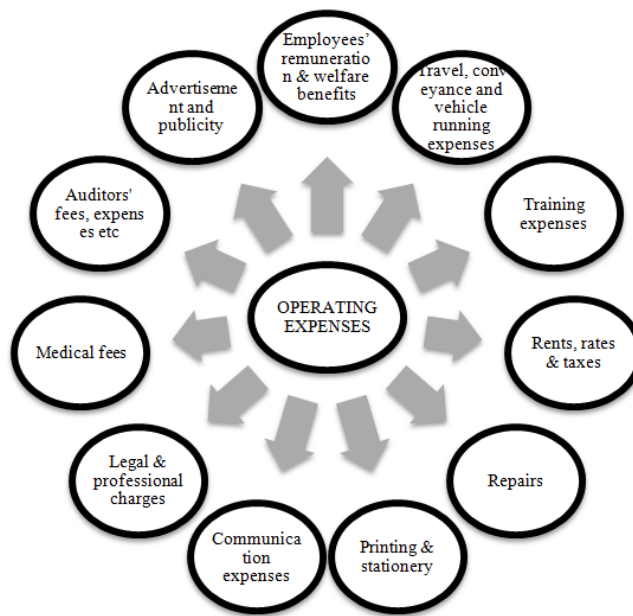 Employees'
remuneratio
n & welfare
benefits
Travel, conv
eyance and
vehicle
running
expenses
Training
expenses
Rents, rates
& taxes
Repairs
Printing &
stationery
Communica
tion
expenses
Legal &
professional
charges
Medical fees
Auditors'
fees, expens
es etc
Advertiseme
nt and
publicity
OPERATING
EXPENSES